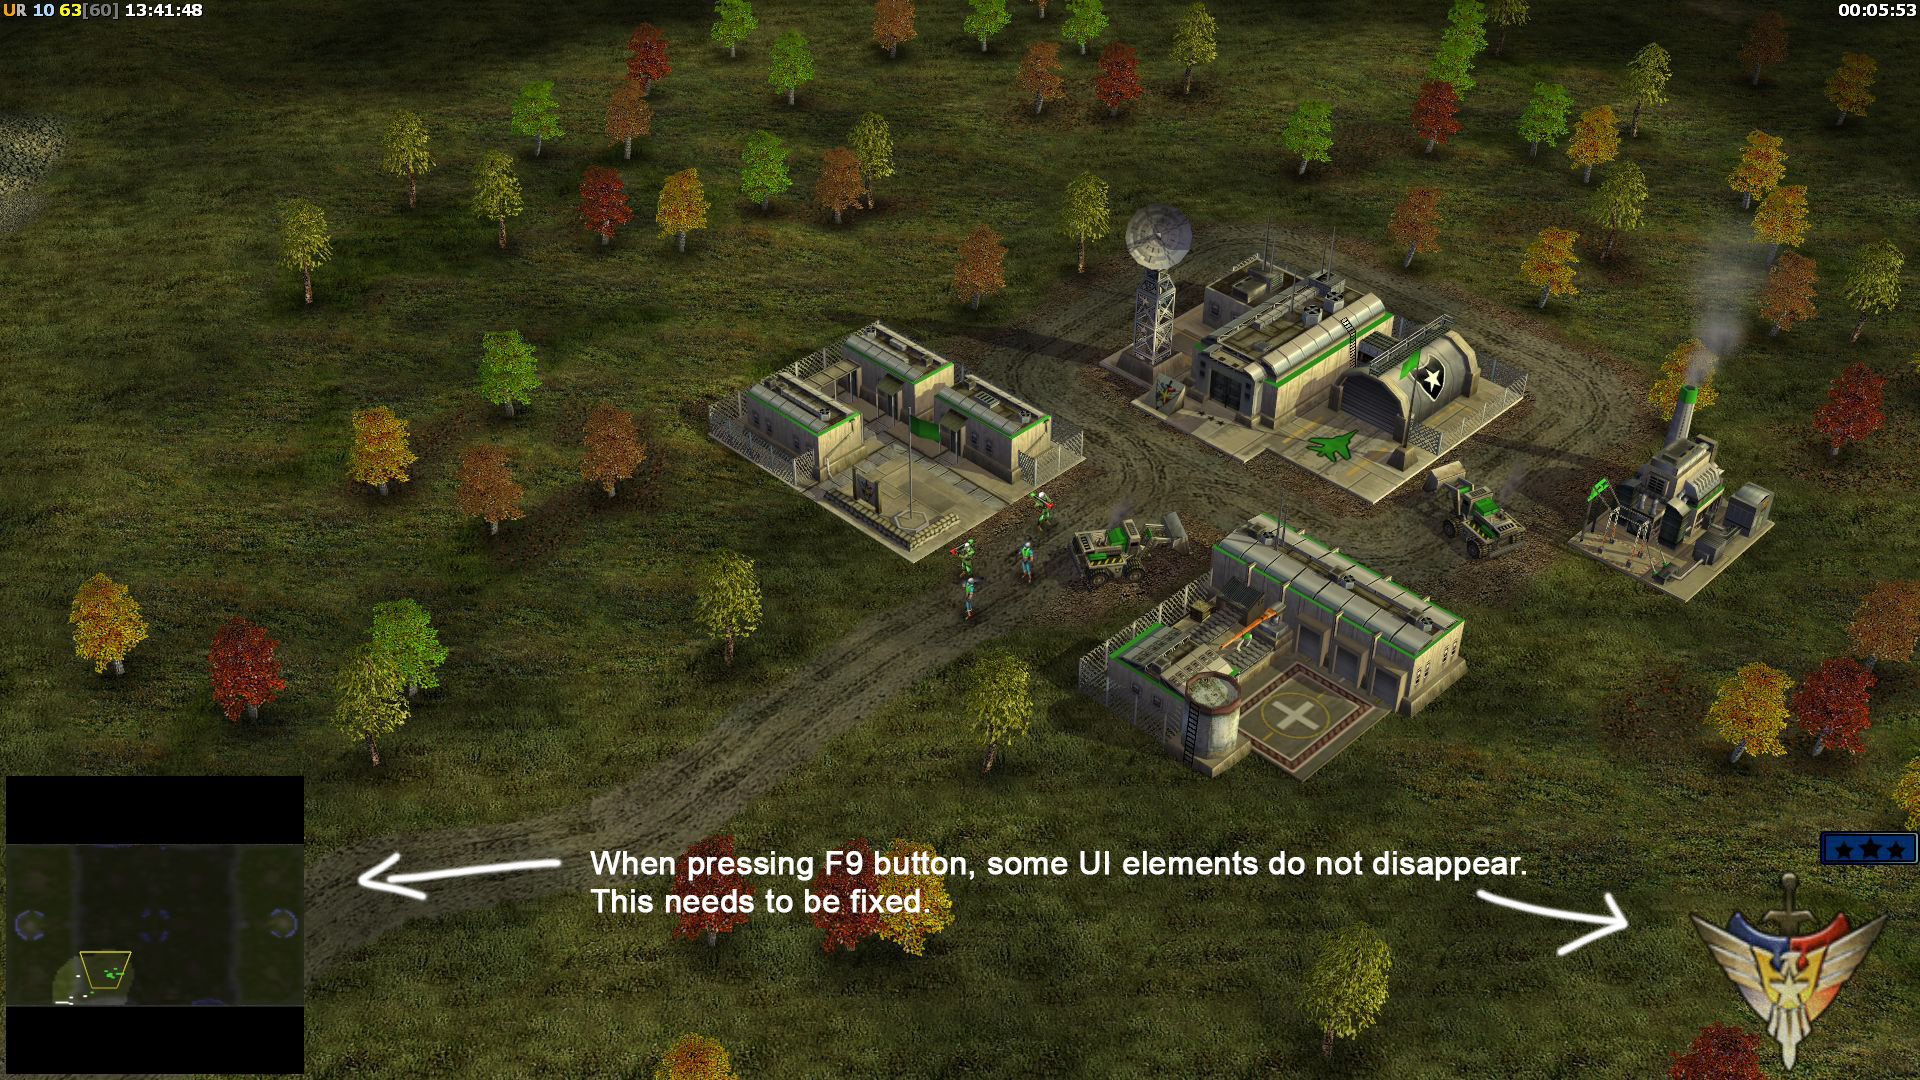 UR 10 63[60] 13:41:48
00:05:53
When pressing F9 button, some UI elements do not disappear.
This needs to be fixed.